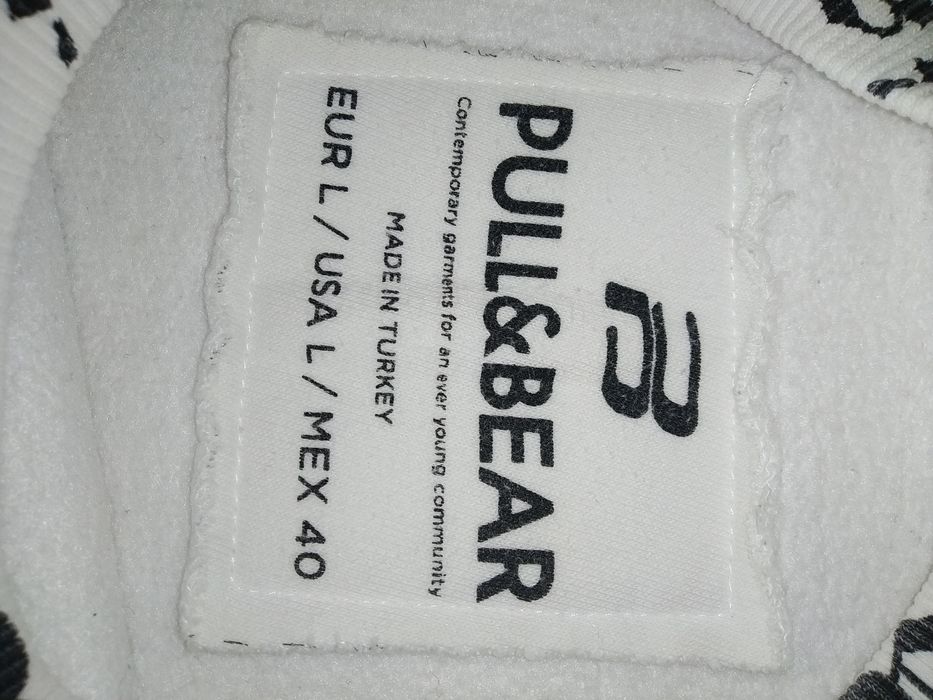 PULL&BEAR
Contemporary garments for an ever young community
MADE IN TURKEY
EUR L / USA L / MEX 40